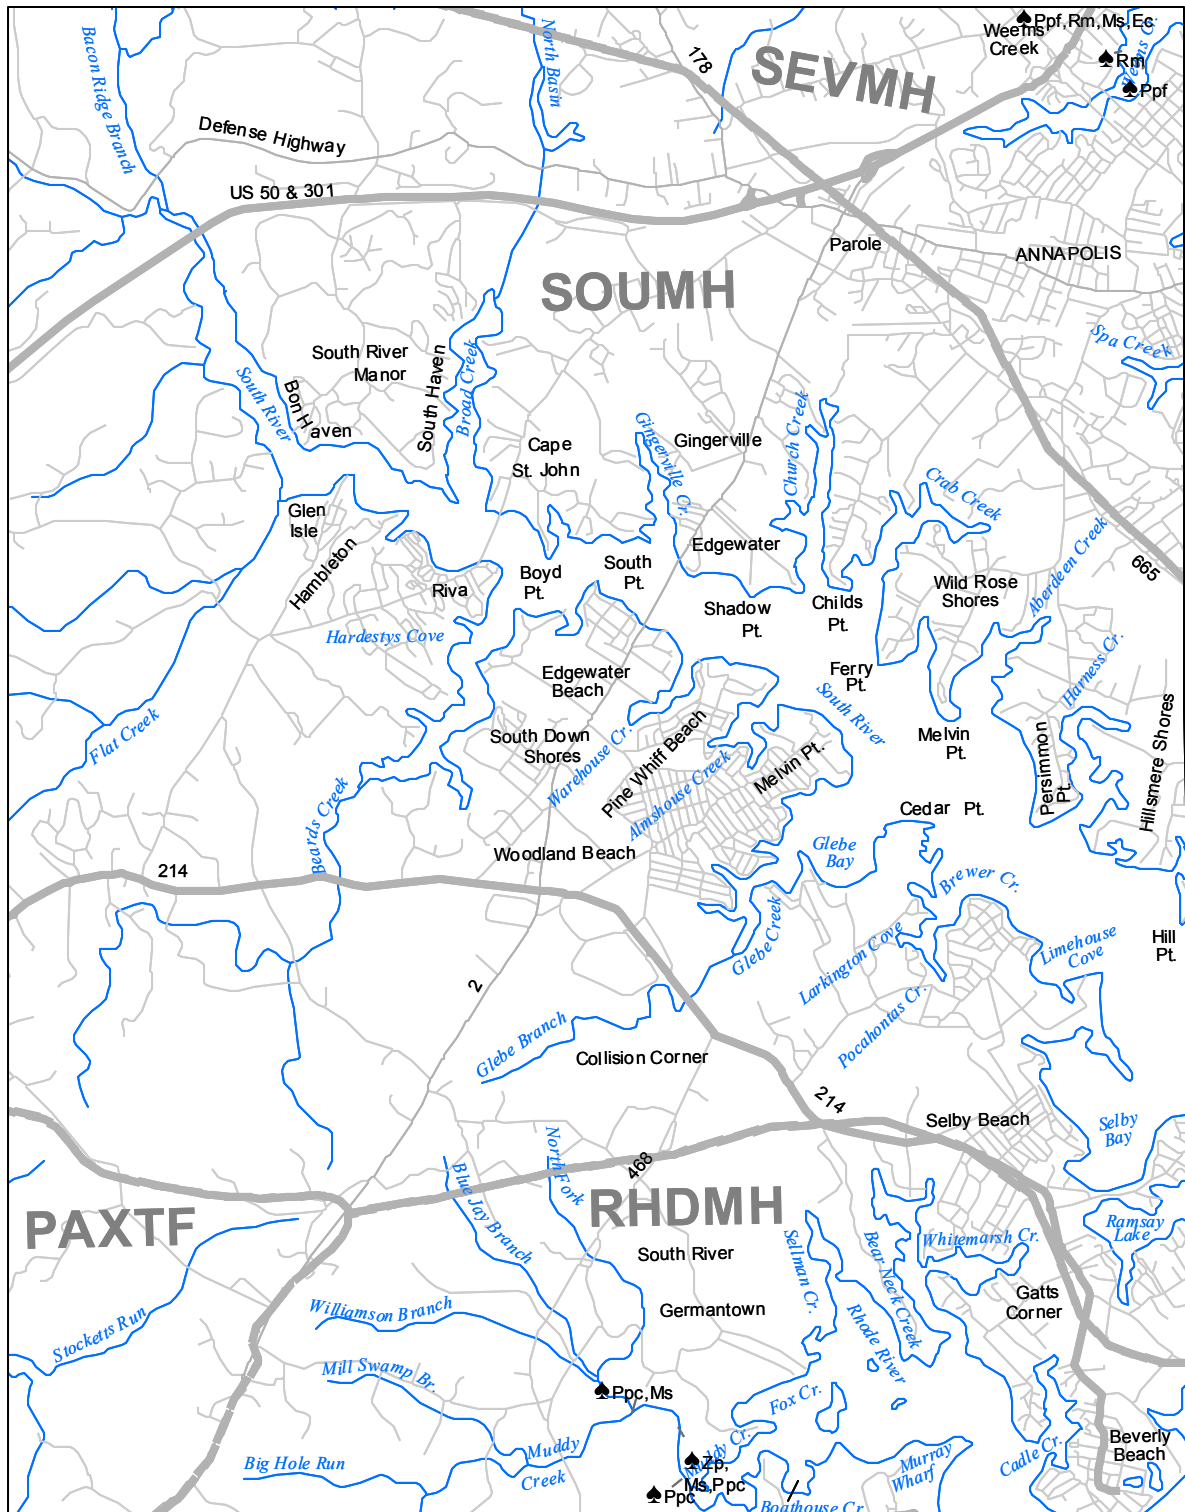 Ppf,Rm,Ms,Ec
Weems
Creek
Weems Cr.
Rm
Ppf
Bacon Ridge Branch
North Basin
178
SEVMH
Defense Highway
US 50 & 301
Parole
ANNAPOLIS
SOUMH
Spa Creek
South River
Manor
South River
Bon Haven
South Haven
Broad Creek
Cape
St. John
Gingerville Cr.
Gingerville
Church Creek
Crab Creek
Glen
Isle
Hambleton
Edgewater
Aberdeen Creek
665
Riva
Boyd
Pt.
South
Pt.
Shadow
Pt.
Childs
Pt.
Wild Rose
Shores
Hardestys Cove
Harness Cr.
Edgewater
Beach
Ferry
Pt.
South River
Flat Creek
South Down
Shores
Warehouse Cr.
Pine Whiff Beach
Almshouse Creek
Melvin Pt.
Melvin
Pt.
Persimmon
Pt.
Hillsmere Shores
Beards Creek
Cedar Pt.
Woodland Beach
Glebe
Bay
214
Brewer Cr.
Glebe Creek
Larkington Cove
Limehouse
Cove
Hill
Pt.
2
Pocahontas Cr.
Glebe Branch
Collision Corner
214
Selby Beach
Selby
Bay
468
North Fork
Blue Jay Branch
RHDMH
PAXTF
Ramsay
Lake
South River
Sellman Cr.
Bear Neck Creek
Whitemarsh Cr.
Stocketts Run
Williamson Branch
Germantown
Rhode River
Gatts
Corner
Mill Swamp Br.
Ppc,Ms
Fox Cr.
Muddy
Creek
Muddy Cr.
Big Hole Run
Zp,
Ms,Ppc
Ppc
Boathouse Cr.
Murray
Wharf
Cadle Cr.
Beverly
Beach